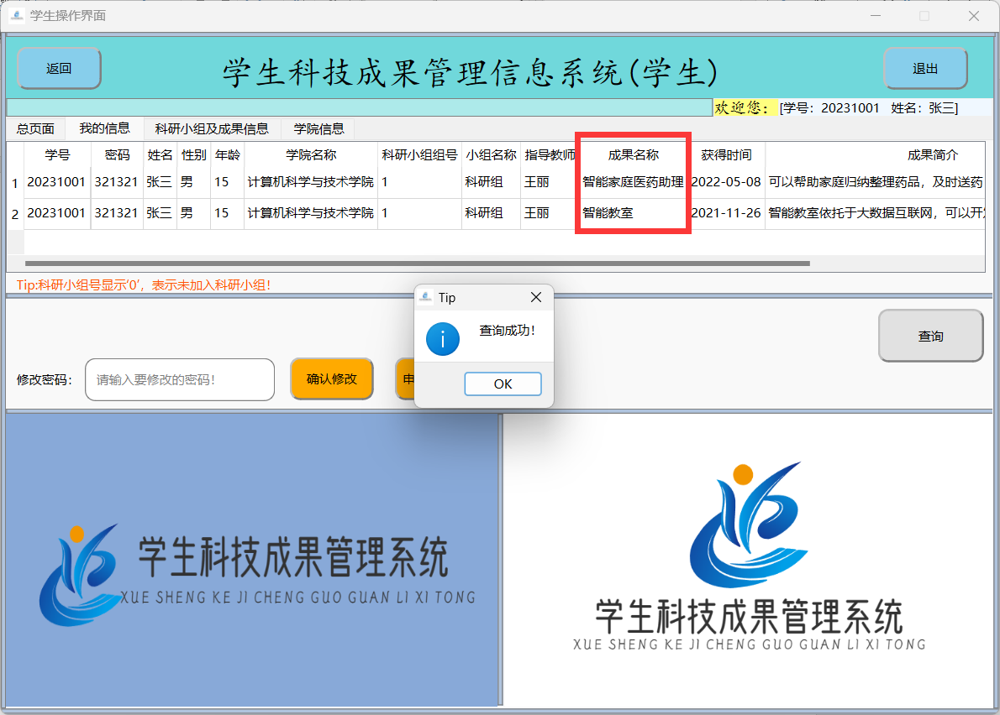 学生操作界面
返回
学生科技成果管理信息系统(学生)
退出
欢迎您： [学号：20231001 姓名：张三]
总页面 我的信息 科研小组及成果信息 学院信息
学号 密码 姓名 性别 年龄 学院名称 科研小组组号 小组名称 指导教师 成果名称 获得时间 成果简介
1 20231001 321321 张三 男 15 计算机科学与技术学院 1 科研组 王丽 智能家庭医药助理 2022-05-08 可以帮助家庭归纳整理药品，及时送药
2 20231001 321321 张三 男 15 计算机科学与技术学院 1 科研组 王丽 智能教室 2021-11-26 智能教室依托于大数据互联网，可以开
Tip:科研小组号显示‘0’，表示未加入科研小组！
Tip
查询成功！
OK
查询
修改密码： 请输入要修改的密码！ 确认修改 申
学生科技成果管理系统
XUE SHENG KE JI CHENG GUO GUAN LI XI TONG
学生科技成果管理系统
XUE SHENG KE JI CHENG GUO GUAN LI XI TONG